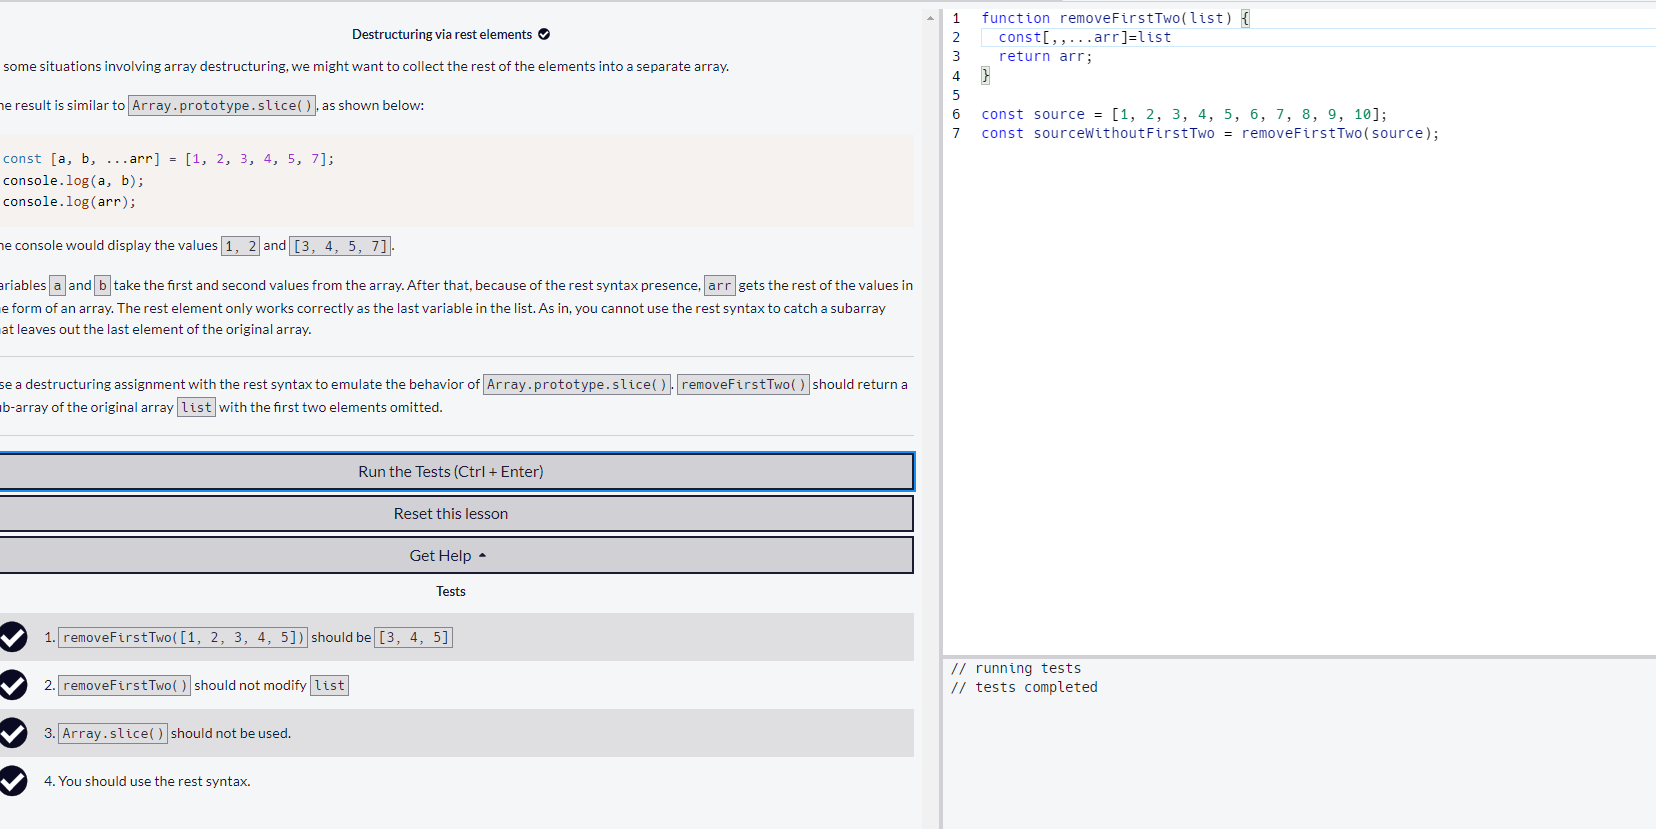 Destructuring via rest elements
some situations involving array destructuring, we might want to collect the rest of the elements into a separate array.
he result is similar to Array.prototype.slice(), as shown below:
const [a, b, ...arr] = [1, 2, 3, 4, 5, 7];
console.log(a, b);
console.log(arr);
he console would display the values 1, 2 and [3, 4, 5, 7].
ariables a and b take the first and second values from the array. After that, because of the rest syntax presence, arr gets the rest of the values in
e form of an array. The rest element only works correctly as the last variable in the list. As in, you cannot use the rest syntax to catch a subarray
at leaves out the last element of the original array.
se a destructuring assignment with the rest syntax to emulate the behavior of Array.prototype.slice(). removeFirstTwo() should return a
b-array of the original array list with the first two elements omitted.
Run the Tests (Ctrl + Enter)
Reset this lesson
Get Help
Tests
1. removeFirstTwo([1, 2, 3, 4, 5]) should be [3, 4, 5]
2. removeFirstTwo() should not modify list
3. Array.slice() should not be used.
4. You should use the rest syntax.
1 function removeFirstTwo(list) {
2 const[,,...arr]=list
3 return arr;
4 }
5
6 const source = [1, 2, 3, 4, 5, 6, 7, 8, 9, 10];
7 const sourceWithoutFirstTwo = removeFirstTwo(source);
// running tests
// tests completed